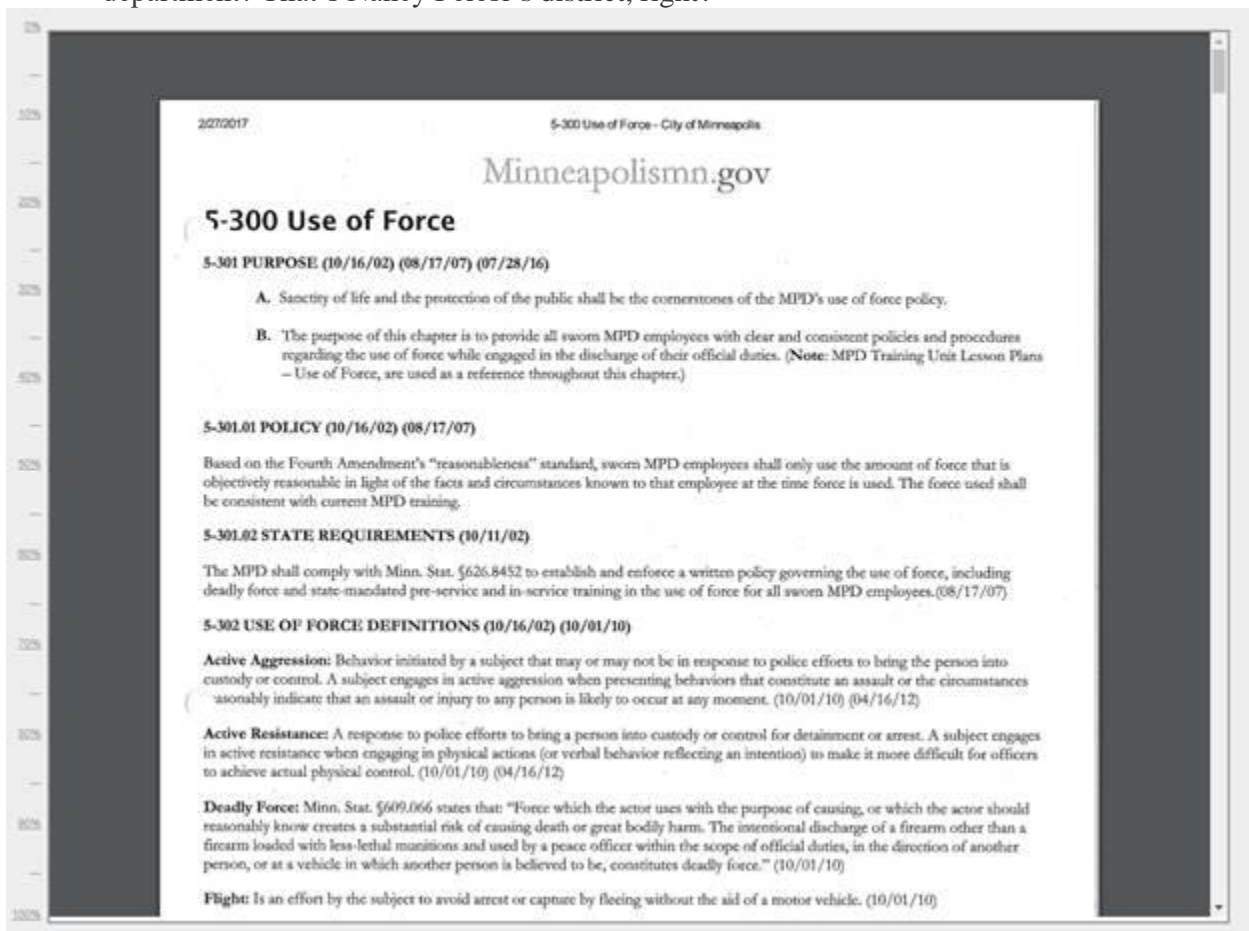 department? That's Nancy Pelosi's district, right?
2/27/2017
5-300 Use of Force - City of Minneapolis
Minneapolismn.gov
5-300 Use of Force
5-301 PURPOSE (10/16/02) (08/17/07) (07/28/16)
A. Sanctity of life and the protection of the public shall be the cornerstones of the MPD's use of force policy.
B. The purpose of this chapter is to provide all sworn MPD employees with clear and consistent policies and procedures
regarding the use of force while engaged in the discharge of their official duties. (Note: MPD Training Unit Lesson Plans
– Use of Force, are used as a reference throughout this chapter.)
5-301.01 POLICY (10/16/02) (08/17/07)
Based on the Fourth Amendment's "reasonableness" standard, sworn MPD employees shall only use the amount of force that is
objectively reasonable in light of the facts and circumstances known to that employee at the time force is used. The force used shall
be consistent with current MPD training.
5-301.02 STATE REQUIREMENTS (10/11/02)
The MPD shall comply with Minn. Stat. §626.8452 to establish and enforce a written policy governing the use of force, including
deadly force and state-mandated pre-service and in-service training in the use of force for all sworn MPD employees.(08/17/07)
5-302 USE OF FORCE DEFINITIONS (10/16/02) (10/01/10)
Active Aggression: Behavior initiated by a subject that may or may not be in response to police efforts to bring the person into
custody or control. A subject engages in active aggression when presenting behaviors that constitute an assault or the circumstances
asonably indicate that an assault or injury to any person is likely to occur at any moment. (10/01/10) (04/16/12)
Active Resistance: A response to police efforts to bring a person into custody or control for detainment or arrest. A subject engages
in active resistance when engaging in physical actions (or verbal behavior reflecting an intention) to make it more difficult for officers
to achieve actual physical control. (10/01/10) (04/16/12)
Deadly Force: Minn. Stat. §609.066 states that: "Force which the actor uses with the purpose of causing, or which the actor should
reasonably know creates a substantial risk of causing death or great bodily harm. The intentional discharge of a firearm other than a
firearm loaded with less-lethal munitions and used by a peace officer within the scope of official duties, in the direction of another
person, or at a vehicle in which another person is believed to be, constitutes deadly force." (10/01/10)
Flight: Is an effort by the subject to avoid arrest or capture by fleeing without the aid of a motor vehicle. (10/01/10)